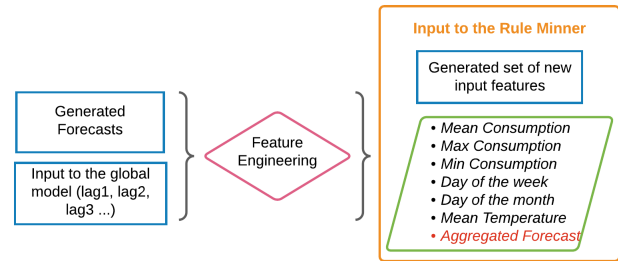 Input to the Rule Minner
Generated set of new
input features
Generated
Forecasts
Input to the global
model (lag1, lag2,
lag3 ...)
Feature
Engineering
• Mean Consumption
• Max Consumption
• Min Consumption
• Day of the week
• Day of the month
• Mean Temperature
• Aggregated Forecast